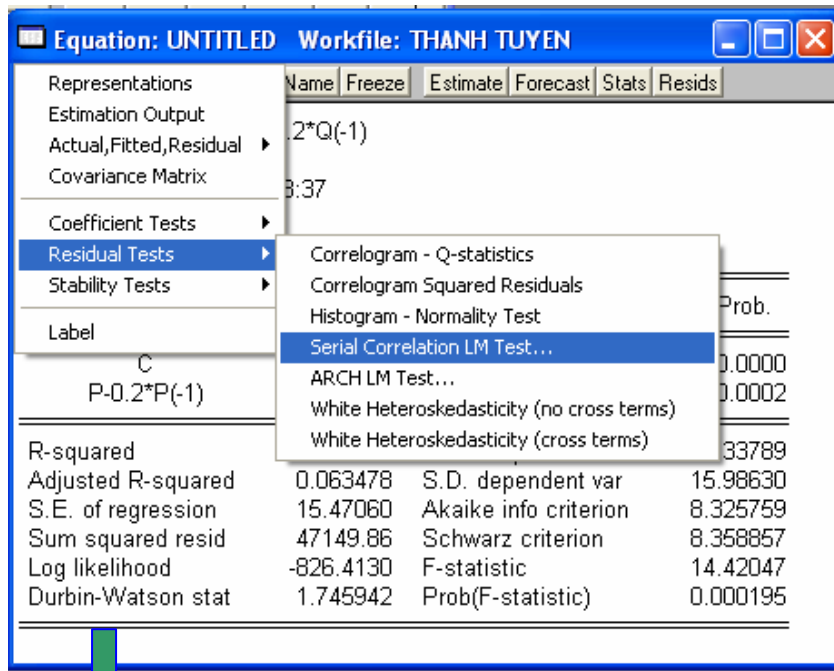 Equation: UNTITLED Workfile: THANH TUYEN
Name Freeze Estimate Forecast Stats Resids
Representations
Estimation Output
Actual,Fitted,Residual
Covariance Matrix
Coefficient Tests
Residual Tests
Stability Tests
Label
.2*Q(-1)
3:37
Correlogram - Q-statistics
Correlogram Squared Residuals
Histogram - Normality Test
Serial Correlation LM Test...
ARCH LM Test...
White Heteroskedasticity (no cross terms)
White Heteroskedasticity (cross terms)
Prob.
C 0.0000
P-0.2*P(-1) 0.0002
R-squared 33789
Adjusted R-squared 0.063478 S.D. dependent var 15.98630
S.E. of regression 15.47060 Akaike info criterion 8.325759
Sum squared resid 47149.86 Schwarz criterion 8.358857
Log likelihood -826.4130 F-statistic 14.42047
Durbin-Watson stat 1.745942 Prob(F-statistic) 0.000195